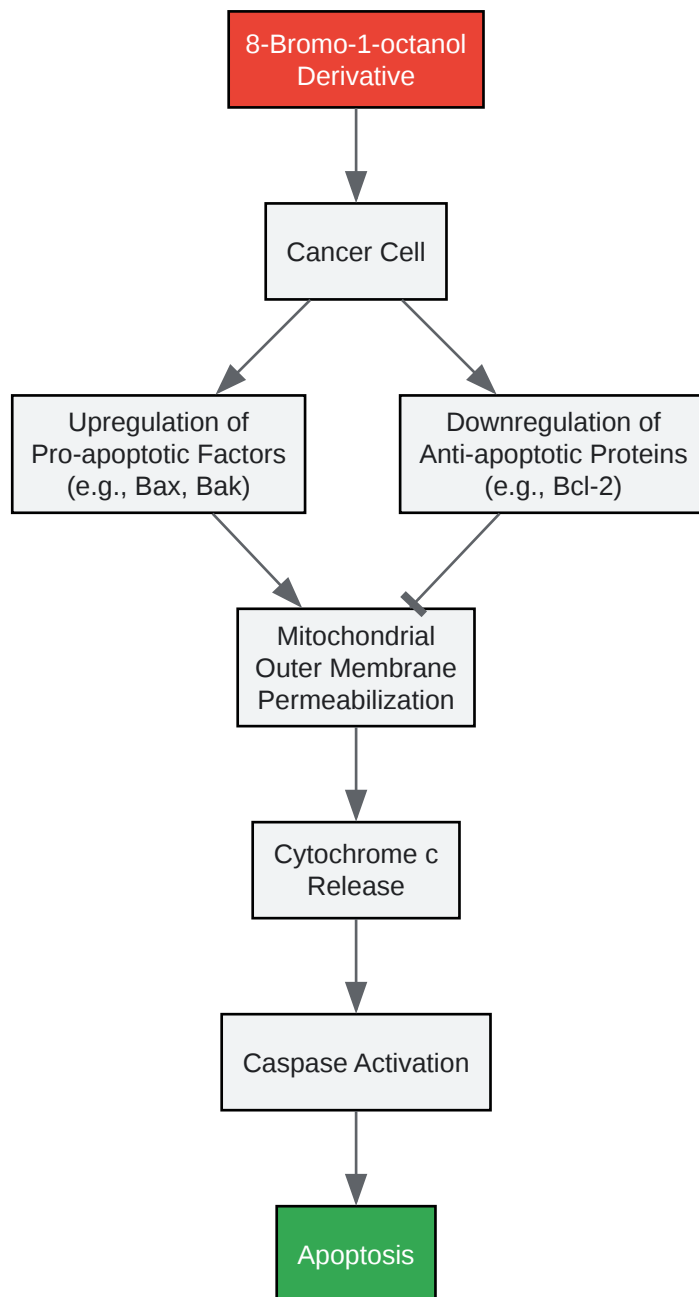 8-Bromo-1-octanol
Derivative
Cancer Cell
Upregulation of
Pro-apoptotic Factors
(e.g., Bax, Bak)
Downregulation of
Anti-apoptotic Proteins
(e.g., Bcl-2)
Mitochondrial
Outer Membrane
Permeabilization
Cytochrome c
Release
Caspase Activation
Apoptosis